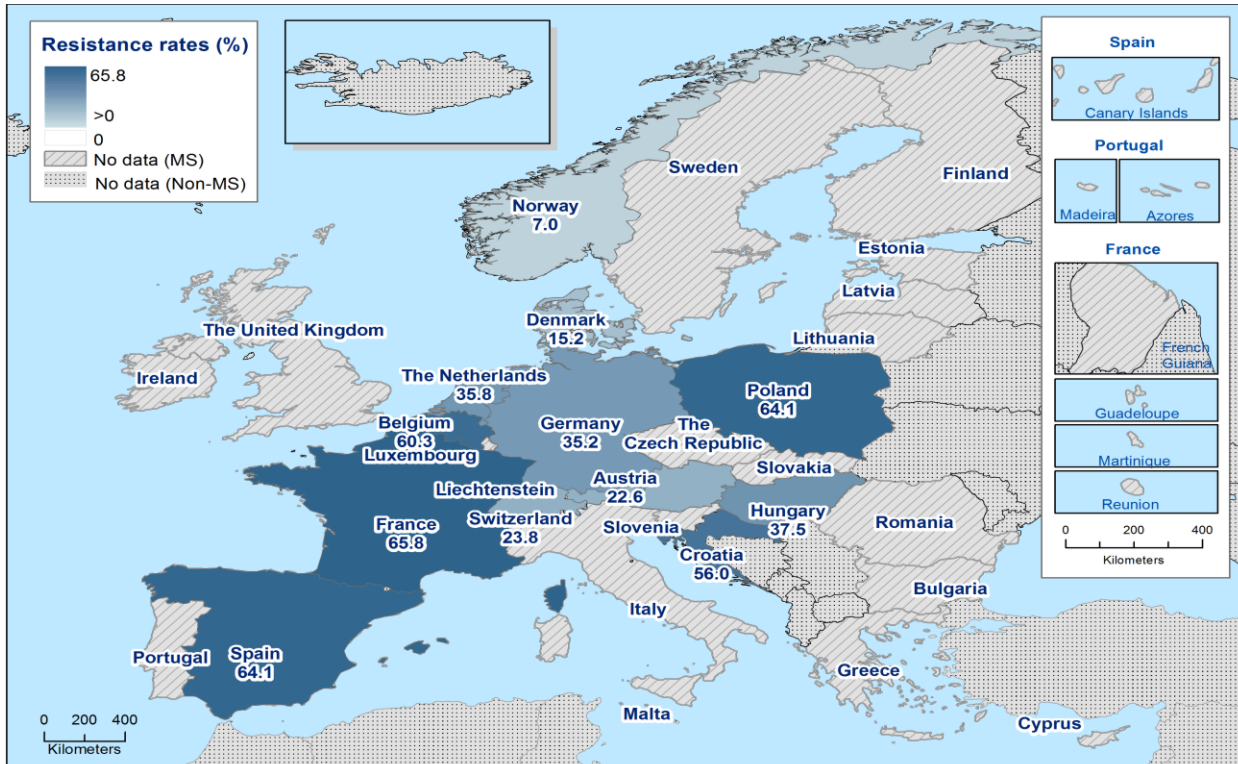 Resistance rates (%)
65.8
>0
0
No data (MS)
No data (Non-MS)
Spain
Canary Islands
Portugal
Madeira
Azores
France
French
Guiana
Guadeloupe
Martinique
Reunion
0 200 400
Kilometers
Sweden
Finland
Norway
7.0
Estonia
Latvia
Denmark
15.2
The United Kingdom
Lithuania
Ireland
The Netherlands
35.8
Poland
64.1
Belgium
60.3
Luxembourg
Germany
35.2
The
Czech Republic
Slovakia
Liechtenstein
Austria
22.6
Switzerland
23.8
Slovenia
Hungary
37.5
Romania
France
65.8
Croatia
56.0
Bulgaria
Italy
Portugal
Spain
64.1
Greece
Malta
Cyprus
0 200 400
Kilometers